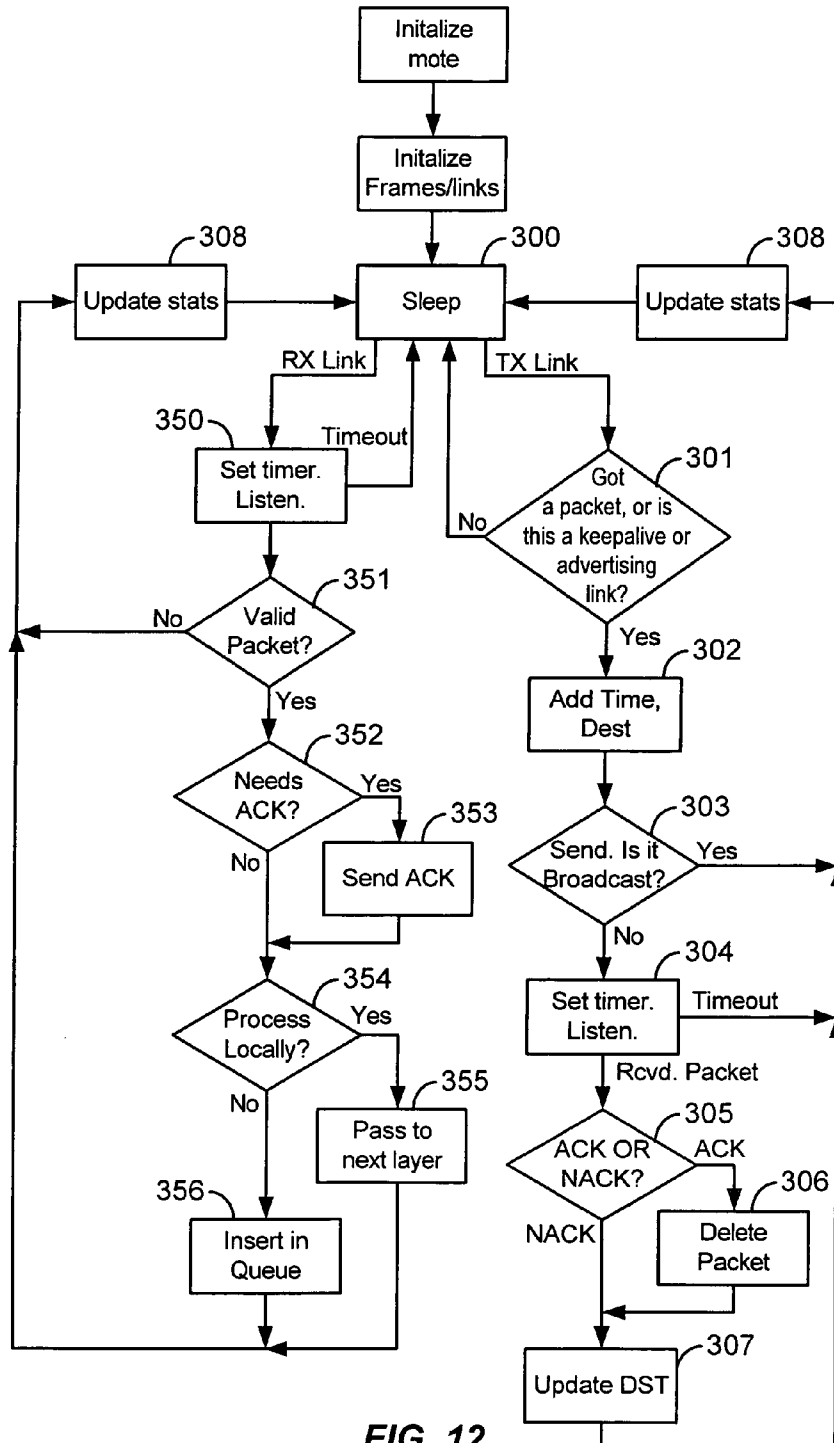 Initalize
mote
Initalize
Frames/links
308
300
308
Update stats
Sleep
Update stats
RX Link
TX Link
350
Timeout
Set timer.
Listen.
301
Got
a packet, or is
this a keepalive or
advertising
link?
No
351
No
Valid
Packet?
Yes
Yes
302
Add Time,
Dest
352
Needs
ACK?
Yes
353
No
Send ACK
303
Send. Is it
Broadcast?
Yes
No
304
354
Set timer.
Listen.
Timeout
Process
Locally?
Yes
Rcvd. Packet
No
355
305
Pass to
next layer
ACK OR
NACK?
ACK
306
356
NACK
Delete
Packet
Insert in
Queue
307
Update DST
FIG. 12